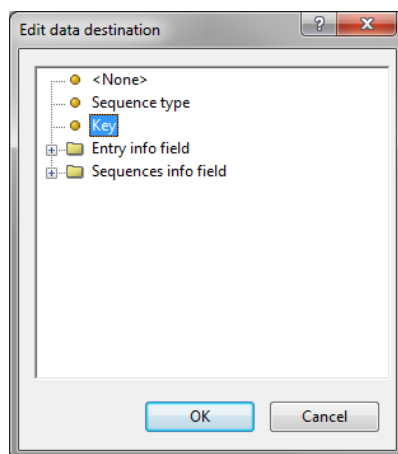 Edit data destination
<None>
Sequence type
Key
Entry info field
Sequences info field
OK
Cancel